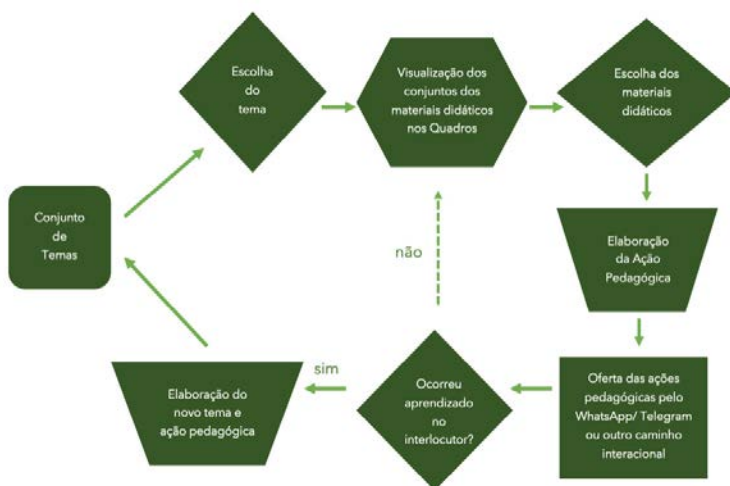 Escolha
do
tema
Visualização dos
conjuntos dos
materiais didáticos
nos Quadros
Escolha dos
materiais
didáticos
Conjunto
de
Temas
não
Elaboração
da Ação
Pedagógica
sim
Elaboração do
novo tema e
ação pedagógica
Ocorreu
aprendizado
no
interlocutor?
Oferta das ações
pedagógicas pelo
WhatsApp/ Telegram
ou outro caminho
interacional